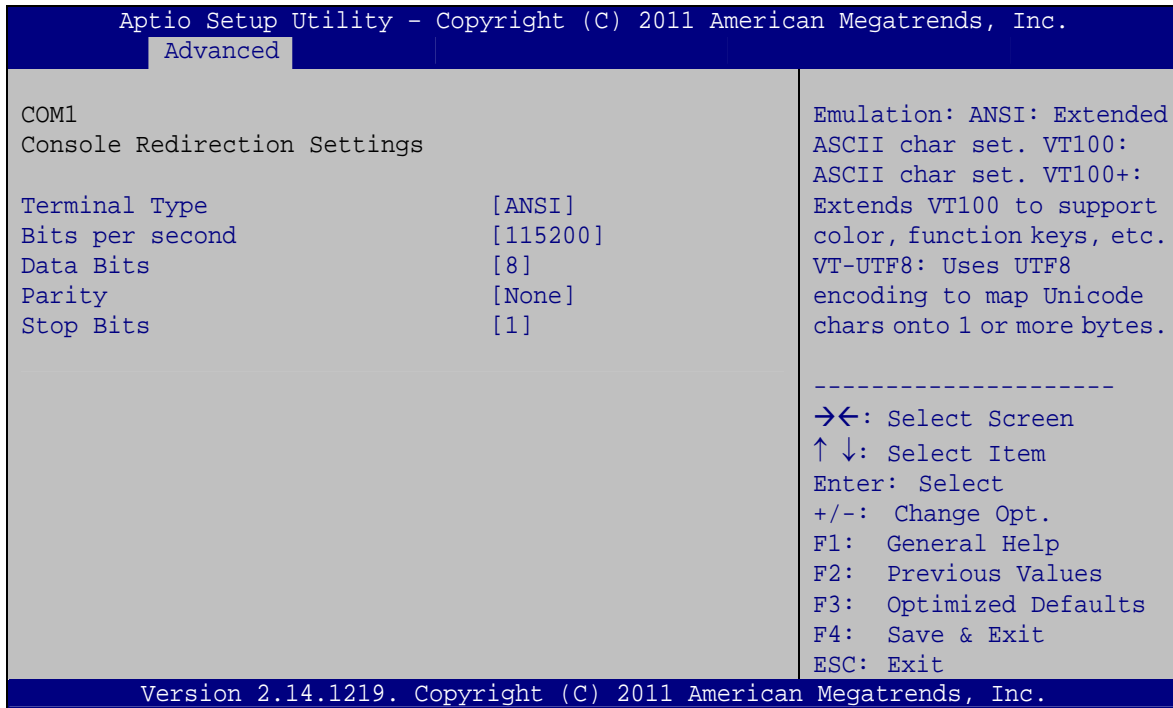 Aptio Setup Utility – Copyright (C) 2011 American Megatrends, Inc.
Advanced
COM1
Console Redirection Settings
Terminal Type [ANSI]
Bits per second [115200]
Data Bits [8]
Parity [None]
Stop Bits [1]
Emulation: ANSI: Extended
ASCII char set. VT100:
ASCII char set. VT100+:
Extends VT100 to support
color, function keys, etc.
VT-UTF8: Uses UTF8
encoding to map Unicode
chars onto 1 or more bytes.
---------------------
→←: Select Screen
↑ ↓: Select Item
Enter: Select
+/-: Change Opt.
F1: General Help
F2: Previous Values
F3: Optimized Defaults
F4: Save & Exit
ESC: Exit
Version 2.14.1219. Copyright (C) 2011 American Megatrends, Inc.